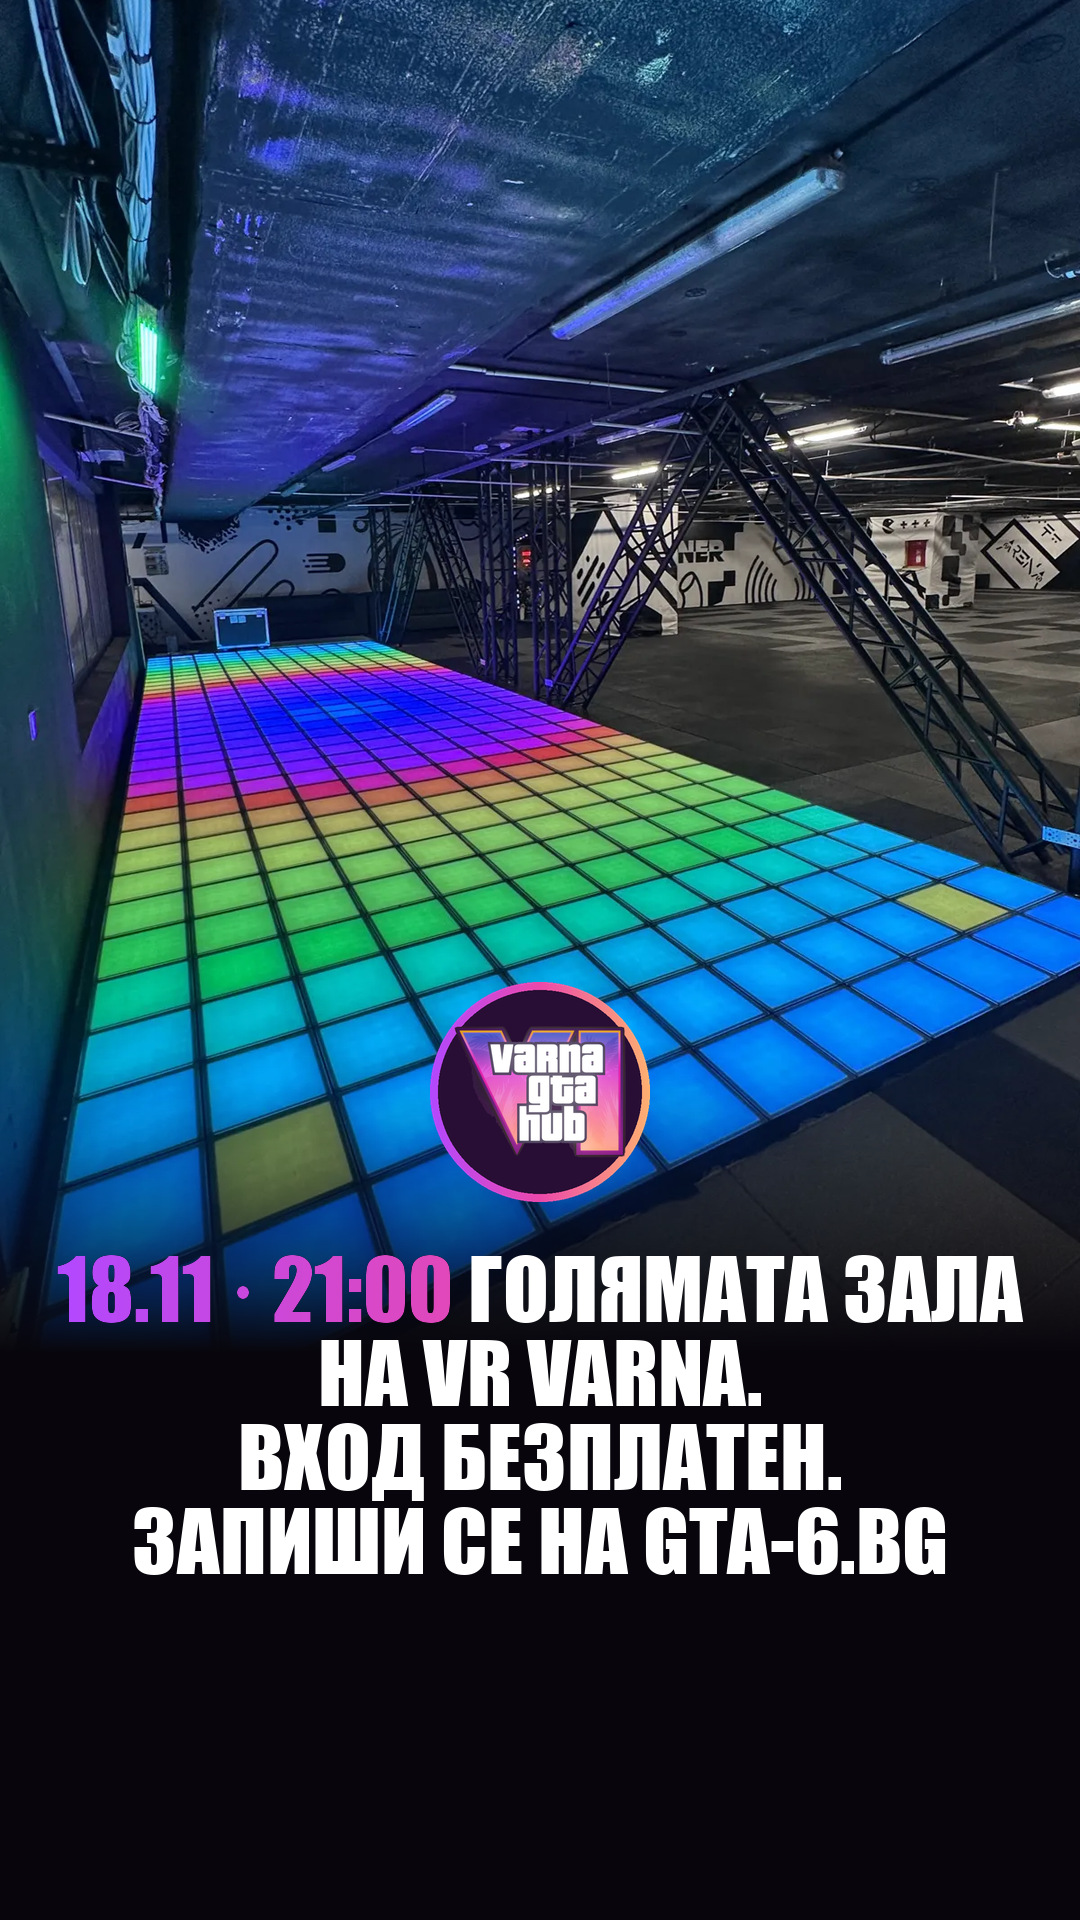 NER
VARNA
GTA
HUB
18.11 · 21:00 ГОЛЯМАТА ЗАЛА
НА VR VARNA.
ВХОД БЕЗПЛАТЕН.
ЗАПИШИ СЕ НА GTA-6.BG